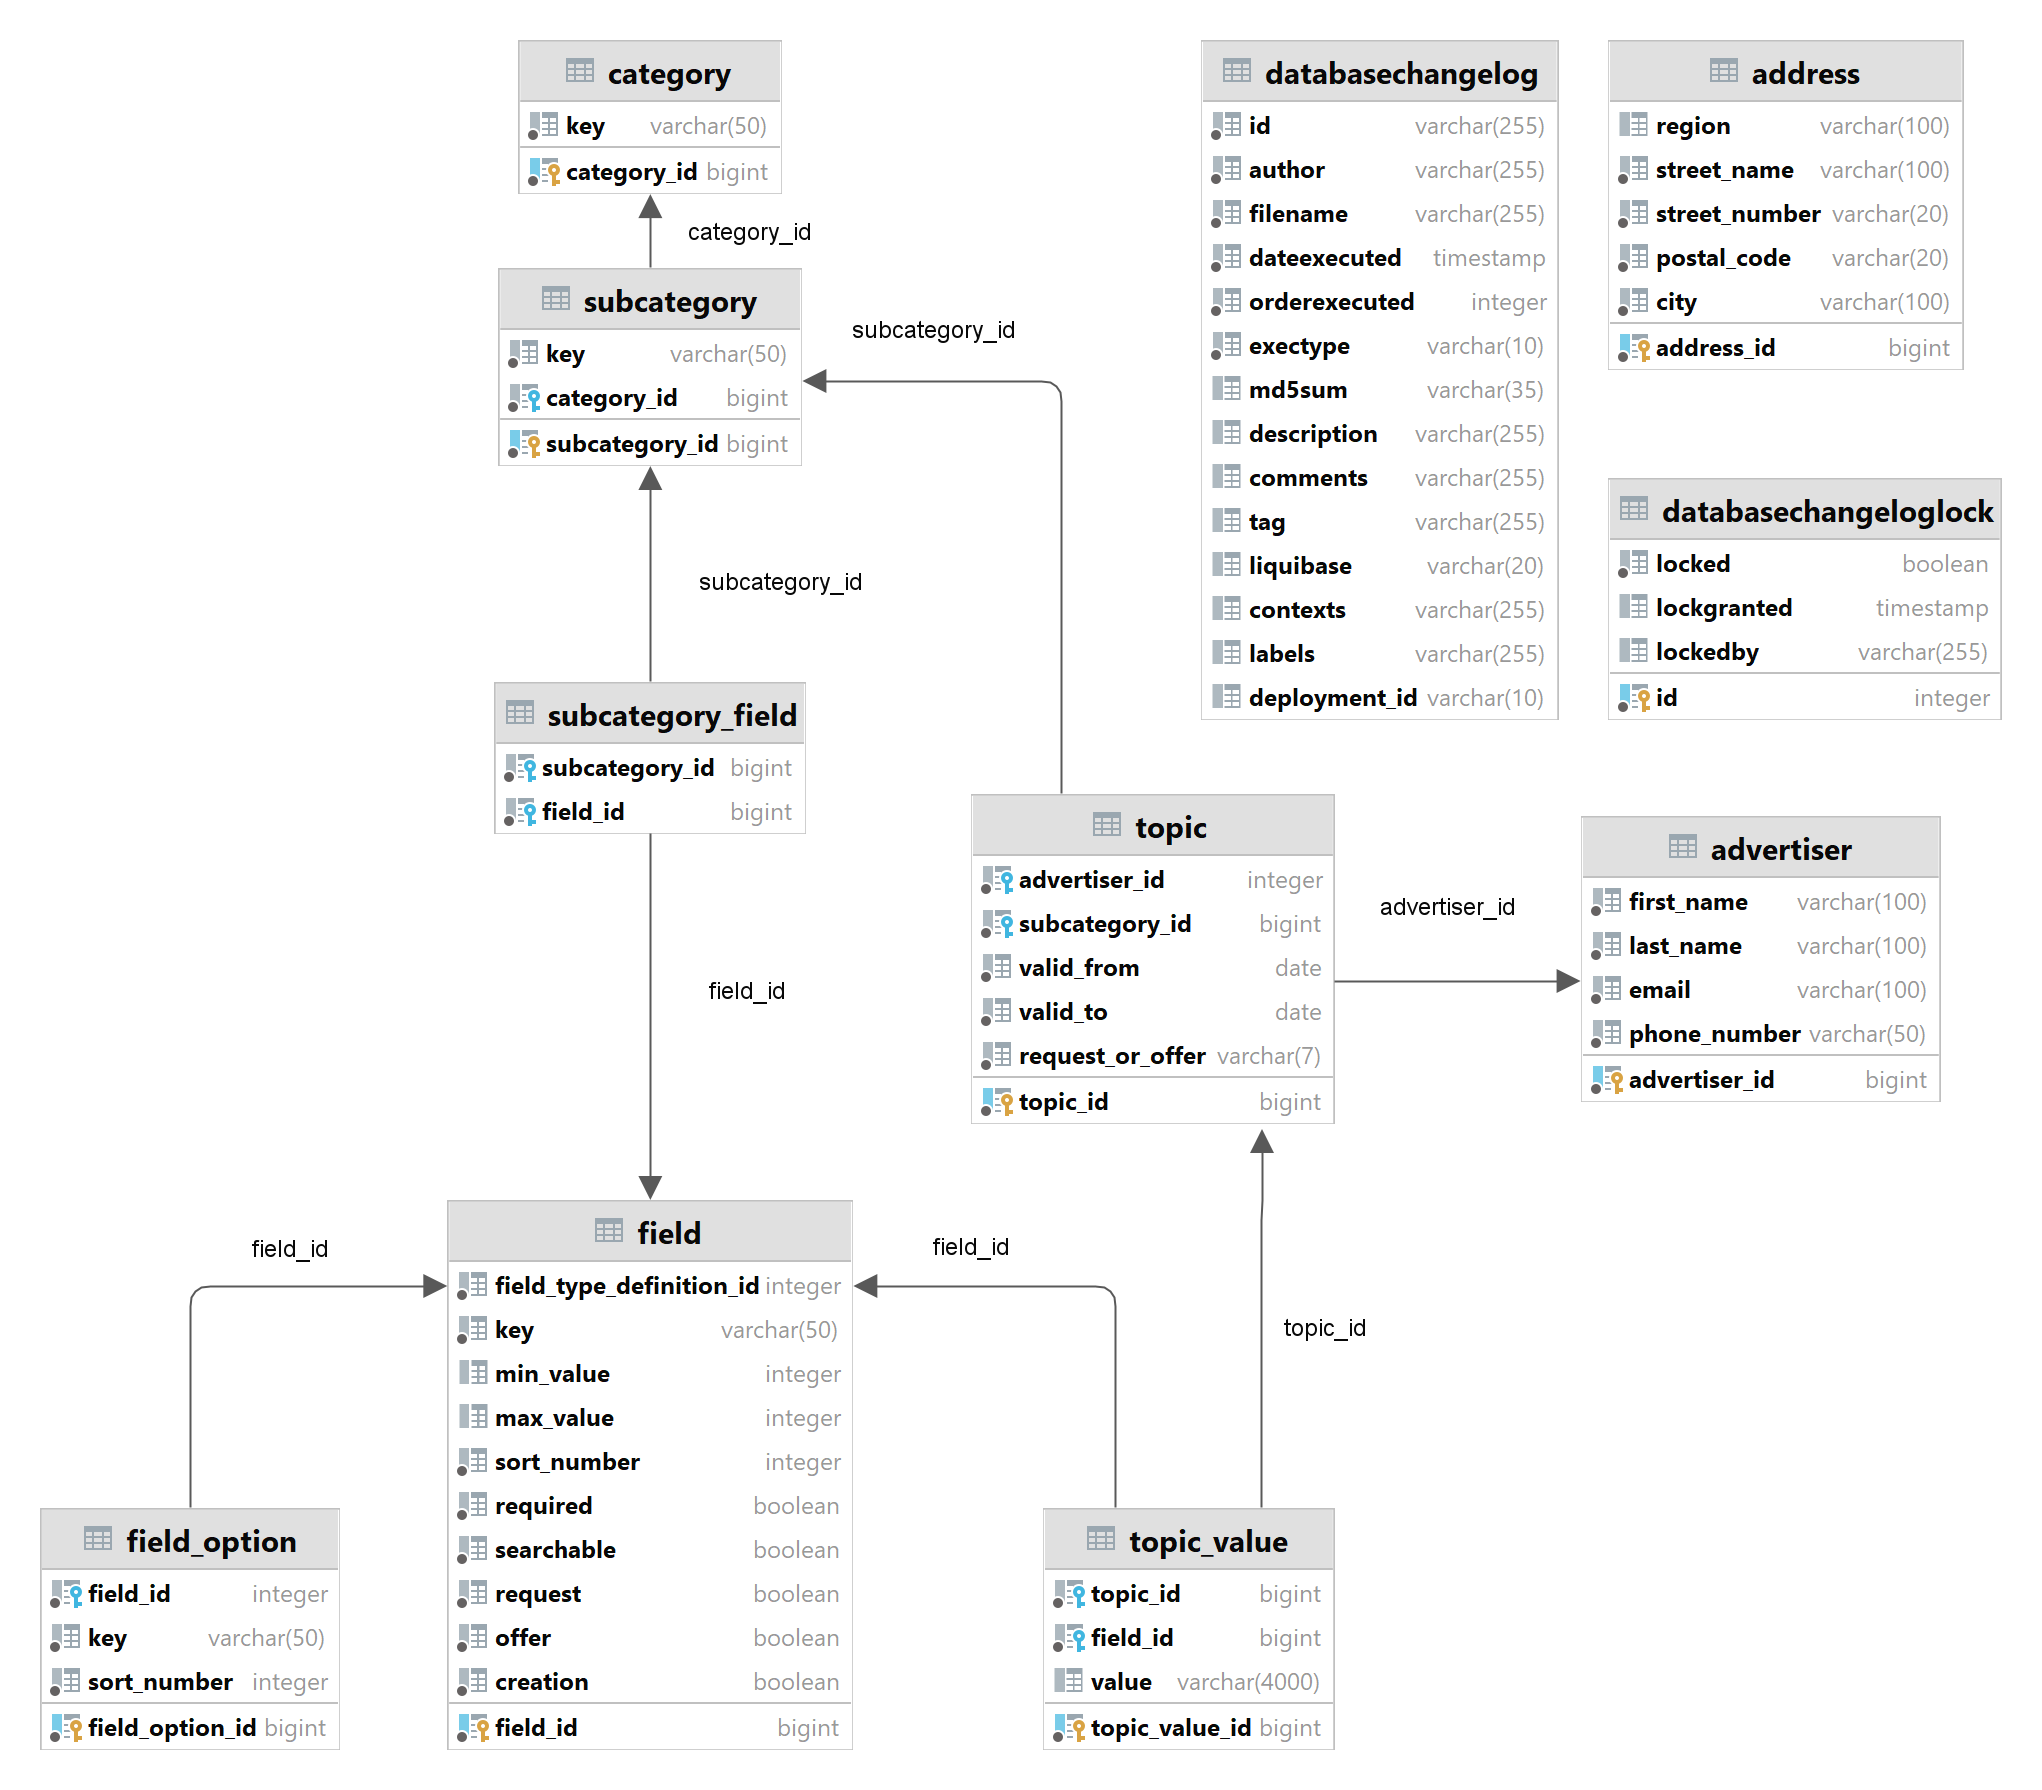 category
key varchar(50)
category_id bigint
category_id
subcategory
key varchar(50)
category_id bigint
subcategory_id bigint
subcategory_id
subcategory_id
subcategory_field
subcategory_id bigint
field_id bigint
field_id
databasechangelog
id varchar(255)
author varchar(255)
filename varchar(255)
dateexecuted timestamp
orderexecuted integer
exectype varchar(10)
md5sum varchar(35)
description varchar(255)
comments varchar(255)
tag varchar(255)
liquibase varchar(20)
contexts varchar(255)
labels varchar(255)
deployment_id varchar(10)
address
region varchar(100)
street_name varchar(100)
street_number varchar(20)
postal_code varchar(20)
city varchar(100)
address_id bigint
databasechangeloglock
locked boolean
lockgranted timestamp
lockedby varchar(255)
id integer
topic
advertiser_id integer
subcategory_id bigint
valid_from date
valid_to date
request_or_offer varchar(7)
topic_id bigint
advertiser_id
advertiser
first_name varchar(100)
last_name varchar(100)
email varchar(100)
phone_number varchar(50)
advertiser_id bigint
field_id
field
field_type_definition_id integer
key varchar(50)
min_value integer
max_value integer
sort_number integer
required boolean
searchable boolean
request boolean
offer boolean
creation boolean
field_id bigint
field_id
topic_id
field_option
field_id integer
key varchar(50)
sort_number integer
field_option_id bigint
topic_value
topic_id bigint
field_id bigint
value varchar(4000)
topic_value_id bigint